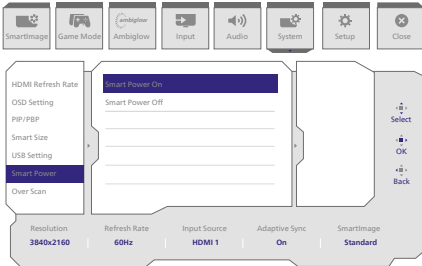 SmartImage
Game Mode
ambiglow
Ambiglow
Input
Audio
System
Setup
Close
HDMI Refresh Rate
OSD Setting
PIP/PBP
Smart Size
USB Setting
Smart Power
Over Scan
Smart Power On
Smart Power Off
Select
OK
Back
Resolution
Refresh Rate
Input Source
Adaptive Sync
SmartImage
3840x2160
60Hz
HDMI 1
On
Standard